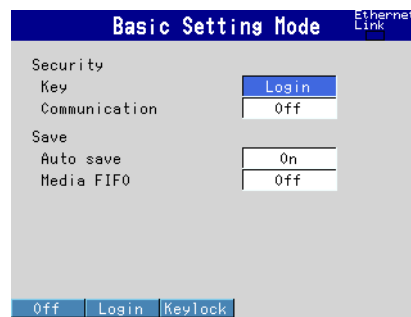 Basic Setting Mode
Etherne
Link
Security
Key Login
Communication Off
Save
Auto save On
Media FIFO Off
Off Login Keylock